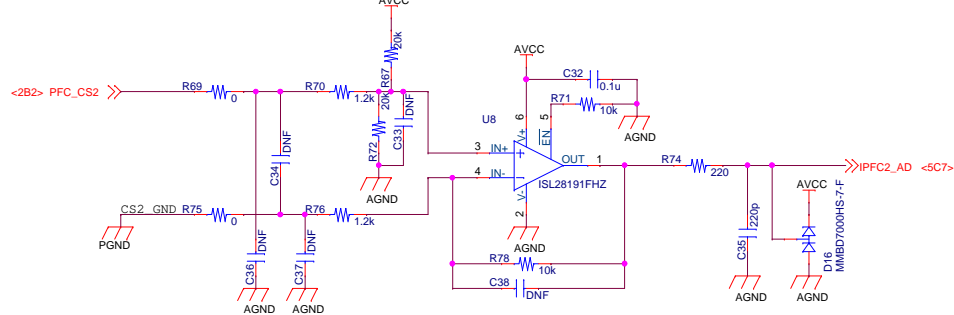 AVCC
20k
R67
<2B2> PFC_CS2
R69
0
R70
1.2k
20k
R72
DNF
C33
AGND
DNF
C34
CS2 GND
R75
0
R76
1.2k
PGND
DNF
C36
AGND
DNF
C37
AGND
AVCC
C32
0.1u
R71
10k
AGND
U8
6
V+
5
EN
3
IN+
4
IN-
OUT
1
ISL28191FHZ
V-
2
AGND
R78
10k
C38
DNF
R74
220
IPFC2_AD <5C7>
220p
C35
AGND
AVCC
D16
MMBD7000HS-7-F
AGND